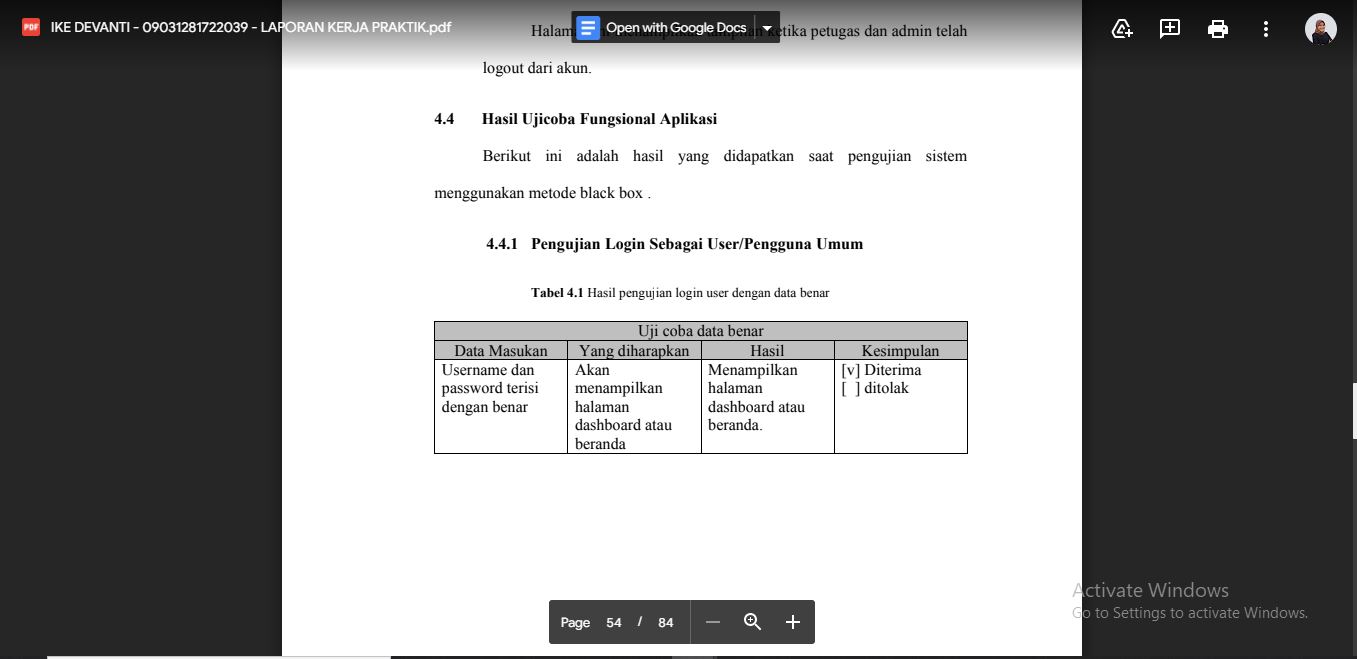 IKE DEVANTI - 09031281722039 - LAPORAN KERJA PRAKTIK.pdf
Open with Google Docs
ketika petugas dan admin telah
logout dari akun.
4.4 Hasil Ujicoba Fungsional Aplikasi
Berikut ini adalah hasil yang didapatkan saat pengujian sistem
menggunakan metode black box .
4.4.1 Pengujian Login Sebagai User/Pengguna Umum
Tabel 4.1 Hasil pengujian login user dengan data benar
Uji coba data benar
Data Masukan Yang diharapkan Hasil Kesimpulan
Username dan Akan Menampilkan [v] Diterima
password terisi menampilkan halaman [ ] ditolak
dengan benar halaman dashboard atau
dashboard atau beranda.
beranda
Activate Windows
Go to Settings to activate Windows.
Page 54 / 84